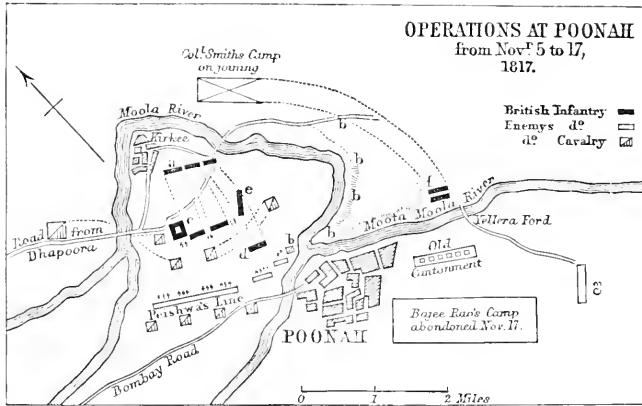 OPERATIONS AT POONAH
from Novr. 5 to 17,
1817.
Colt. Smiths Camp
on joining
British Infantry
Enemys do.
do. Cavalry
Moola River
Kirkee
a
b
b
b
b
b
c
d
e
f
Road from
Dhapoora
"Moota" Moola River
Yellera Ford
Old
Cantonment
Peishwa's Line
POONAH
Bajee Rao's Camp
abandoned Nov. 17.
Bombay Road
0 1 2 Miles